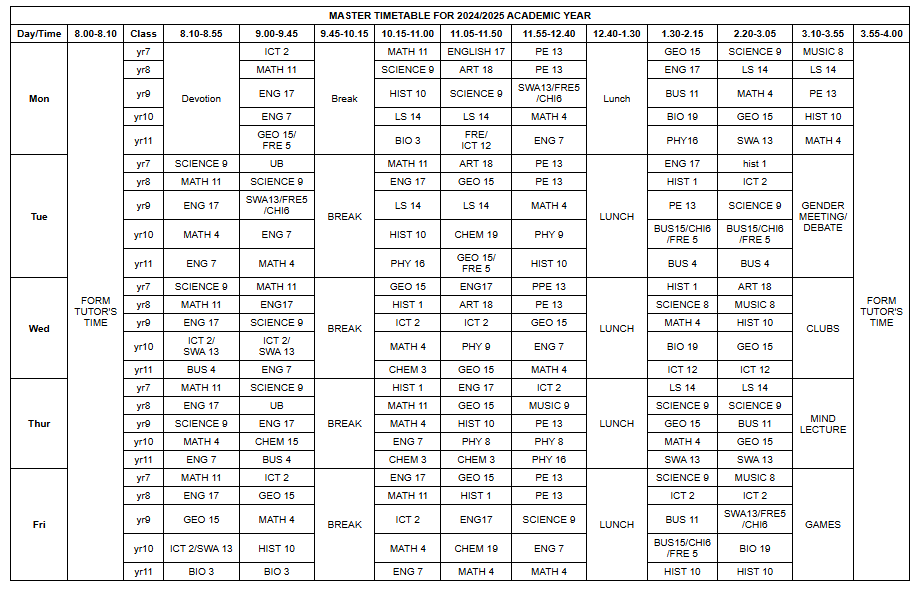 MASTER TIMETABLE FOR 2024/2025 ACADEMIC YEAR
Day/Time 8.00-8.10 Class 8.10-8.55 9.00-9.45 9.45-10.15 10.15-11.00 11.05-11.50 11.55-12.40 12.40-1.30 1.30-2.15 2.20-3.05 3.10-3.55 3.55-4.00
FORM
TUTOR'S
TIME
FORM
TUTOR'S
TIME
Mon
Devotion
Break
Lunch
yr7 ICT 2 MATH 11 ENGLISH 17 PE 13 GEO 15 SCIENCE 9 MUSIC 8
yr8 MATH 11 SCIENCE 9 ART 18 PE 13 ENG 17 LS 14 LS 14
yr9 ENG 17 HIST 10 SCIENCE 9 SWA13/FRE5
/CHI6 BUS 11 MATH 4 PE 13
yr10 ENG 7 LS 14 LS 14 MATH 4 BIO 19 GEO 15 HIST 10
yr11 GEO 15/
FRE 5 BIO 3 FRE/
ICT 12 ENG 7 PHY16 SWA 13 MATH 4
Tue
BREAK
LUNCH
GENDER
MEETING/
DEBATE
yr7 SCIENCE 9 UB MATH 11 ART 18 PE 13 ENG 17 hist 1
yr8 MATH 11 SCIENCE 9 ENG 17 GEO 15 PE 13 HIST 1 ICT 2
yr9 ENG 17 SWA13/FRE5
/CHI6 LS 14 LS 14 MATH 4 PE 13 SCIENCE 9
yr10 MATH 4 ENG 7 HIST 10 CHEM 19 PHY 9 BUS15/CHI6
/FRE 5 BUS15/CHI6
/FRE 5
yr11 ENG 7 MATH 4 PHY 16 GEO 15/
FRE 5 HIST 10 BUS 4 BUS 4
Wed
BREAK
LUNCH
CLUBS
yr7 SCIENCE 9 MATH 11 GEO 15 ENG17 PPE 13 HIST 1 ART 18
yr8 MATH 11 ENG17 HIST 1 ART 18 PE 13 SCIENCE 8 MUSIC 8
yr9 ENG 17 SCIENCE 9 ICT 2 ICT 2 GEO 15 MATH 4 HIST 10
yr10 ICT 2/
SWA 13 ICT 2/
SWA 13 MATH 4 PHY 9 ENG 7 BIO 19 GEO 15
yr11 BUS 4 ENG 7 CHEM 3 GEO 15 MATH 4 ICT 12 ICT 12
Thur
BREAK
LUNCH
MIND
LECTURE
yr7 MATH 11 SCIENCE 9 HIST 1 ENG 17 ICT 2 LS 14 LS 14
yr8 ENG 17 UB MATH 11 GEO 15 MUSIC 9 SCIENCE 9 SCIENCE 9
yr9 SCIENCE 9 ENG 17 MATH 4 HIST 10 PE 13 GEO 15 BUS 11
yr10 MATH 4 CHEM 15 ENG 7 PHY 8 PHY 8 MATH 4 GEO 15
yr11 ENG 7 BUS 4 CHEM 3 CHEM 3 PHY 16 SWA 13 SWA 13
Fri
BREAK
LUNCH
GAMES
yr7 MATH 11 ICT 2 ENG 17 GEO 15 PE 13 SCIENCE 9 MUSIC 8
yr8 ENG 17 GEO 15 MATH 11 HIST 1 PE 13 ICT 2 ICT 2
yr9 GEO 15 MATH 4 ICT 2 ENG17 SCIENCE 9 BUS 11 SWA13/FRE5
/CHI6
yr10 ICT 2/SWA 13 HIST 10 MATH 4 CHEM 19 ENG 7 BUS15/CHI6
/FRE 5 BIO 19
yr11 BIO 3 BIO 3 ENG 7 MATH 4 MATH 4 HIST 10 HIST 10